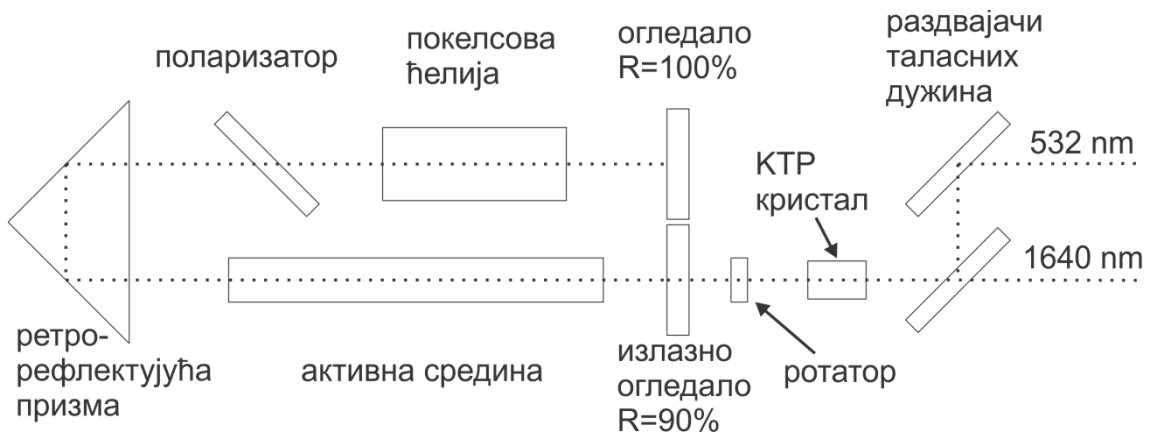 поларизатор
покелсова
ћелија
огледало
R=100%
раздвајачи
таласних
дужина
532 nm
KTP
кристал
1640 nm
ретро-
рефлектујућа
призма
активна средина
излазно
огледало
R=90%
ротатор